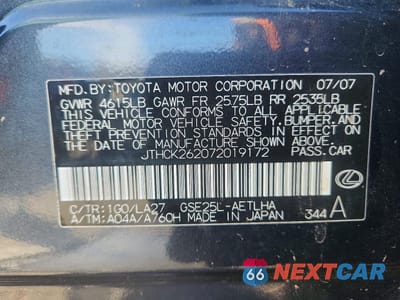 MFD.BY: TOYOTA MOTOR CORPORATION 07/07
GVWR 4615LB GAWR FR 2575LB RR 2535LB
THIS VEHICLE CONFORMS TO ALL APPLICABLE
FEDERAL MOTOR VEHICLE SAFETY, BUMPER, AND
THEFT PREVENTION STANDARDS IN EFFECT ON
THE DATE OF MANUFACTURE SHOWN ABOVE.
JTHCK262072019172 PASS. CAR
C/TR: 1G0/LA27 GSE25L-AETLHA
A/TM: A04A/A760H MADE IN JAPAN 344 A
66 NEXTCAR